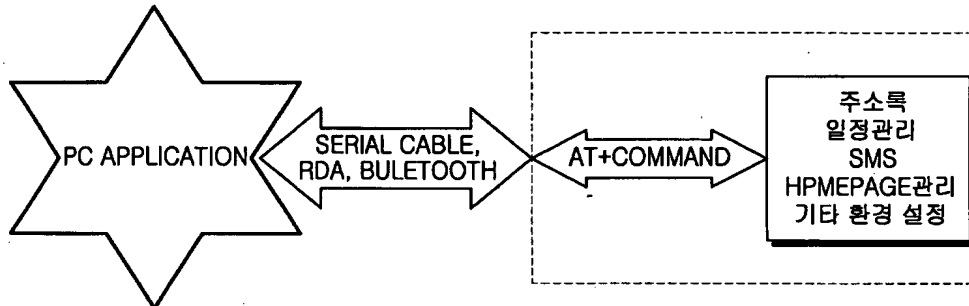 PC APPLICATION
SERIAL CABLE,
RDA, BULETOOTH
AT+COMMAND
주소록
일정관리
SMS
HPMEPAGE관리
기타 환경 설정